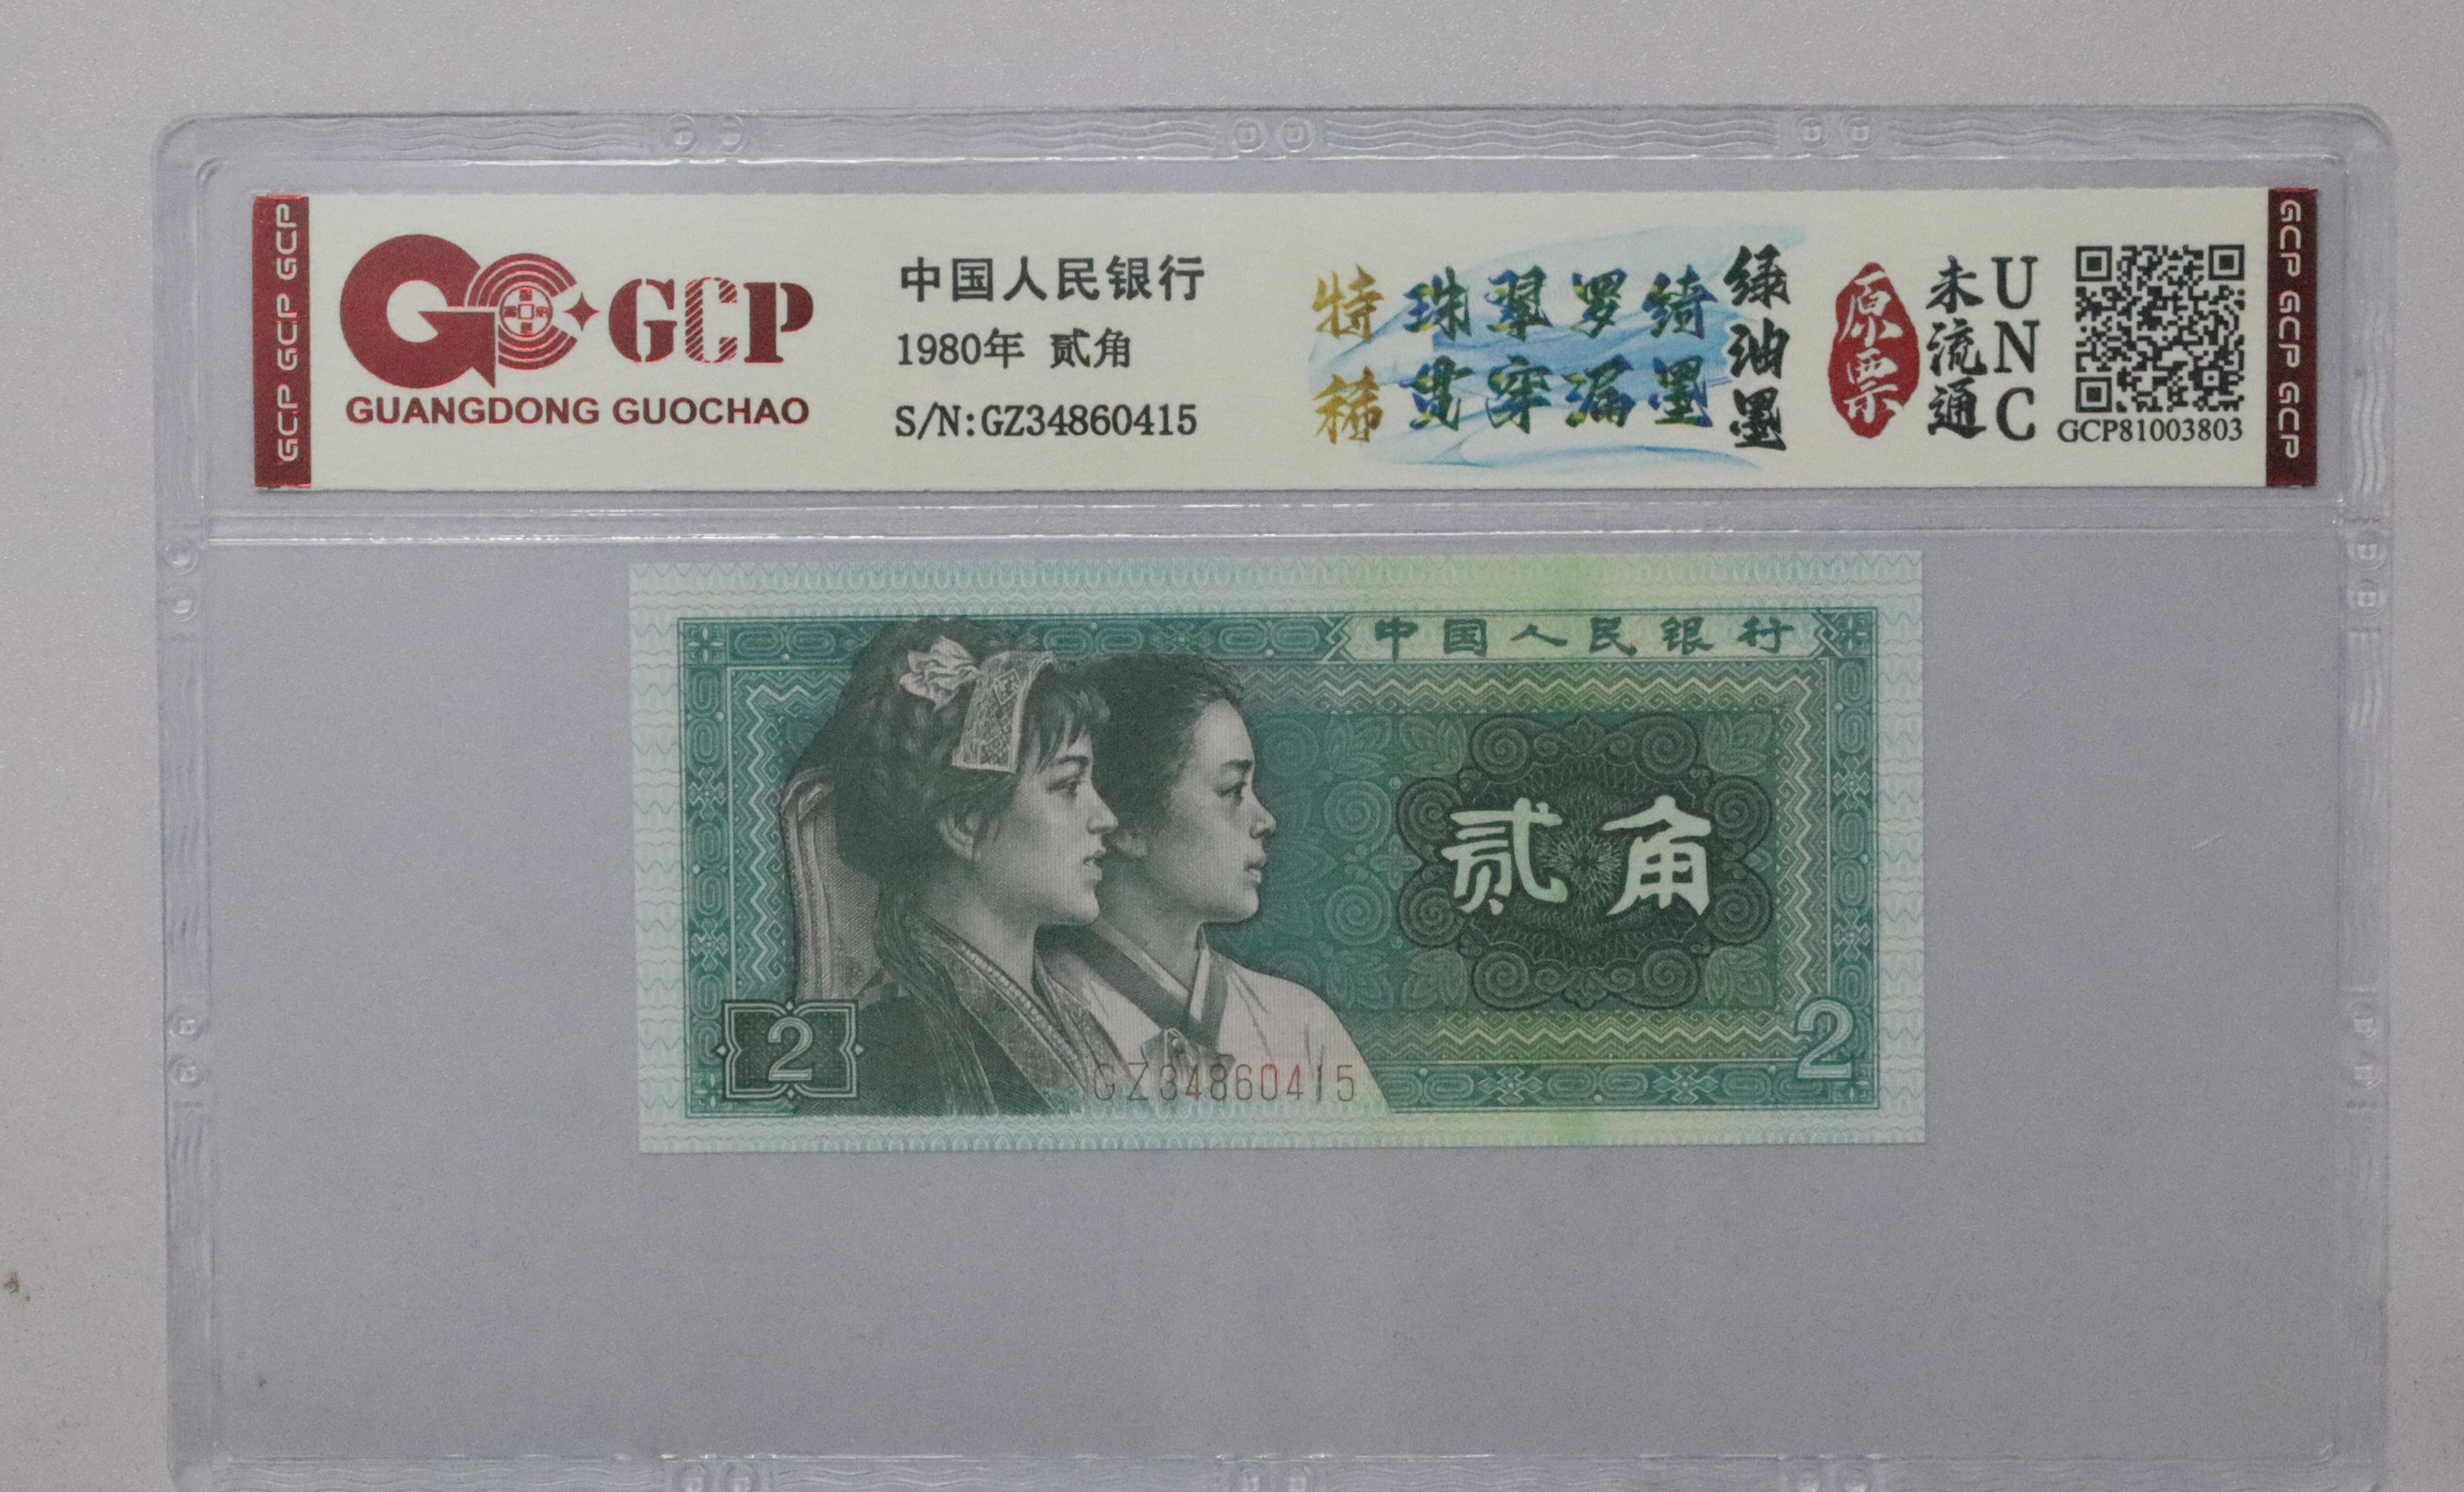 GCP GCP GCP
GCP
GUANGDONG GUOCHAO
中国人民银行
1980年 贰角
S/N:GZ34860415
特稀
珠翠罗绮
贯穿漏墨
绿油墨
原票
未流通
UNC
GCP81003803
GCP GCP GCP
中国人民银行
贰角
2
GZ34860415
2